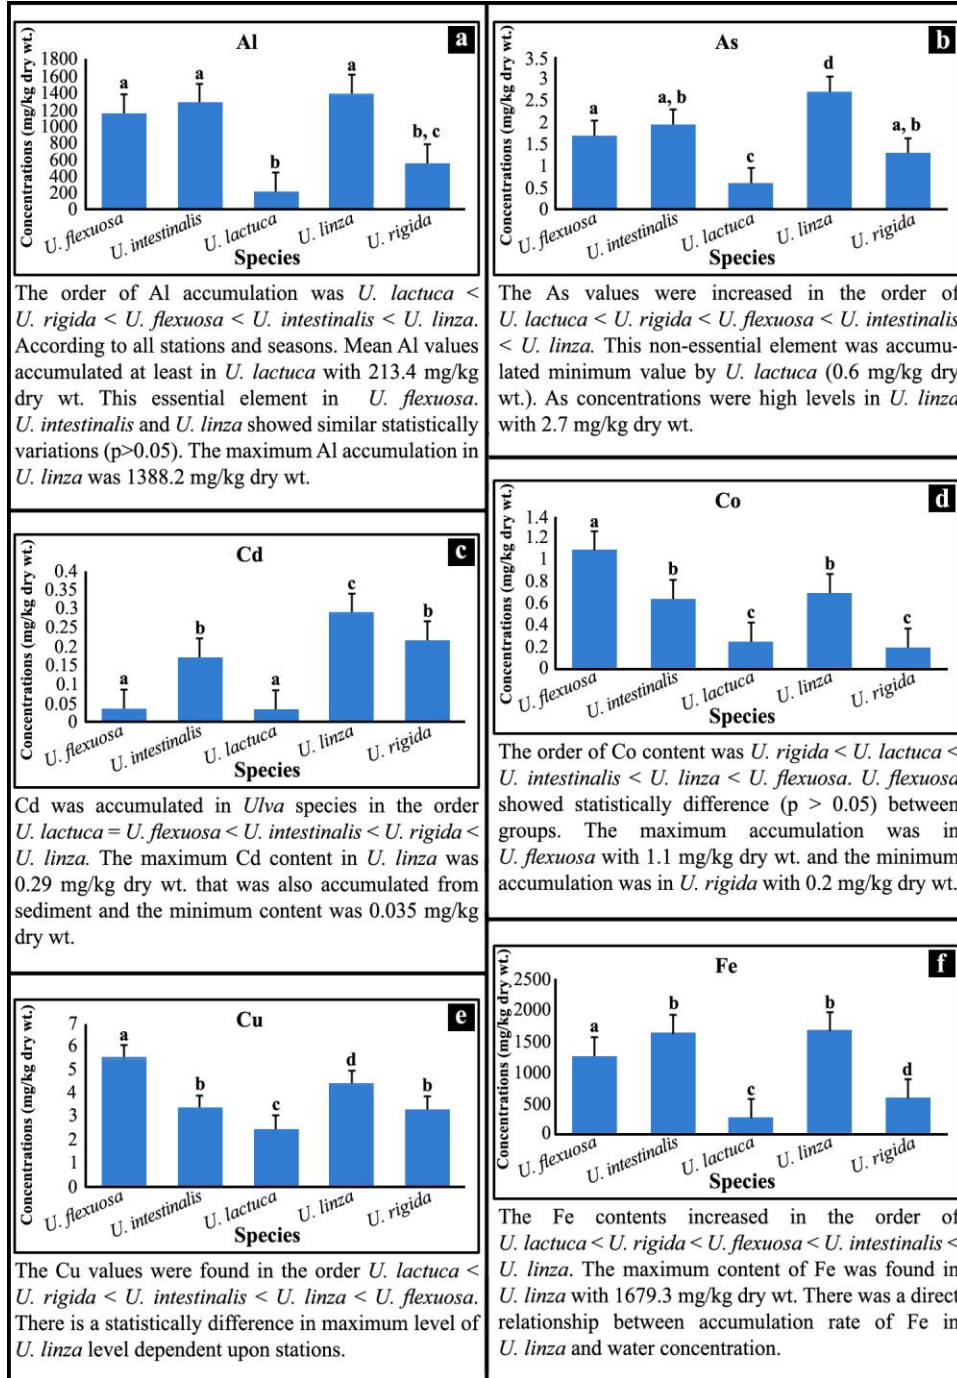 Al
a
Concentrations (mg/kg dry wt.)
1800
1600
1400
1200
1000
800
600
400
200
0
a
a
b
a
b, c
U. flexuosa
U. intestinalis
U. lactuca
U. linza
U. rigida
Species
The order of Al accumulation was U. lactuca <
U. rigida < U. flexuosa < U. intestinalis < U. linza.
According to all stations and seasons. Mean Al values
accumulated at least in U. lactuca with 213.4 mg/kg
dry wt. This essential element in U. flexuosa.
U. intestinalis and U. linza showed similar statistically
variations (p>0.05). The maximum Al accumulation in
U. linza was 1388.2 mg/kg dry wt.
As
b
Concentrations (mg/kg dry wt.)
3.5
3
2.5
2
1.5
1
0.5
0
a
a, b
c
d
a, b
U. flexuosa
U. intestinalis
U. lactuca
U. linza
U. rigida
Species
The As values were increased in the order of
U. lactuca < U. rigida < U. flexuosa < U. intestinalis
< U. linza. This non-essential element was accumu-
lated minimum value by U. lactuca (0.6 mg/kg dry
wt.). As concentrations were high levels in U. linza
with 2.7 mg/kg dry wt.
Cd
c
Concentrations (mg/kg dry wt.)
0.4
0.35
0.3
0.25
0.2
0.15
0.1
0.05
0
a
b
a
c
b
U. flexuosa
U. intestinalis
U. lactuca
U. linza
U. rigida
Species
Cd was accumulated in Ulva species in the order
U. lactuca = U. flexuosa < U. intestinalis < U. rigida <
U. linza. The maximum Cd content in U. linza was
0.29 mg/kg dry wt. that was also accumulated from
sediment and the minimum content was 0.035 mg/kg
dry wt.
Co
d
Concentrations (mg/kg dry wt.)
1.4
1.2
1
0.8
0.6
0.4
0.2
0
a
b
c
b
c
U. flexuosa
U. intestinalis
U. lactuca
U. linza
U. rigida
Species
The order of Co content was U. rigida < U. lactuca <
U. intestinalis < U. linza < U. flexuosa. U. flexuosa
showed statistically difference (p > 0.05) between
groups. The maximum accumulation was in
U. flexuosa with 1.1 mg/kg dry wt. and the minimum
accumulation was in U. rigida with 0.2 mg/kg dry wt.
Cu
e
Concentrations (mg/kg dry wt.)
7
6
5
4
3
2
1
0
a
b
c
d
b
U. flexuosa
U. intestinalis
U. lactuca
U. linza
U. rigida
Species
The Cu values were found in the order U. lactuca <
U. rigida < U. intestinalis < U. linza < U. flexuosa.
There is a statistically difference in maximum level of
U. linza level dependent upon stations.
Fe
f
Concentrations (mg/kg dry wt.)
2500
2000
1500
1000
500
0
a
b
c
b
d
U. flexuosa
U. intestinalis
U. lactuca
U. linza
U. rigida
Species
The Fe contents increased in the order of
U. lactuca < U. rigida < U. flexuosa < U. intestinalis <
U. linza. The maximum content of Fe was found in
U. linza with 1679.3 mg/kg dry wt. There was a direct
relationship between accumulation rate of Fe in
U. linza and water concentration.